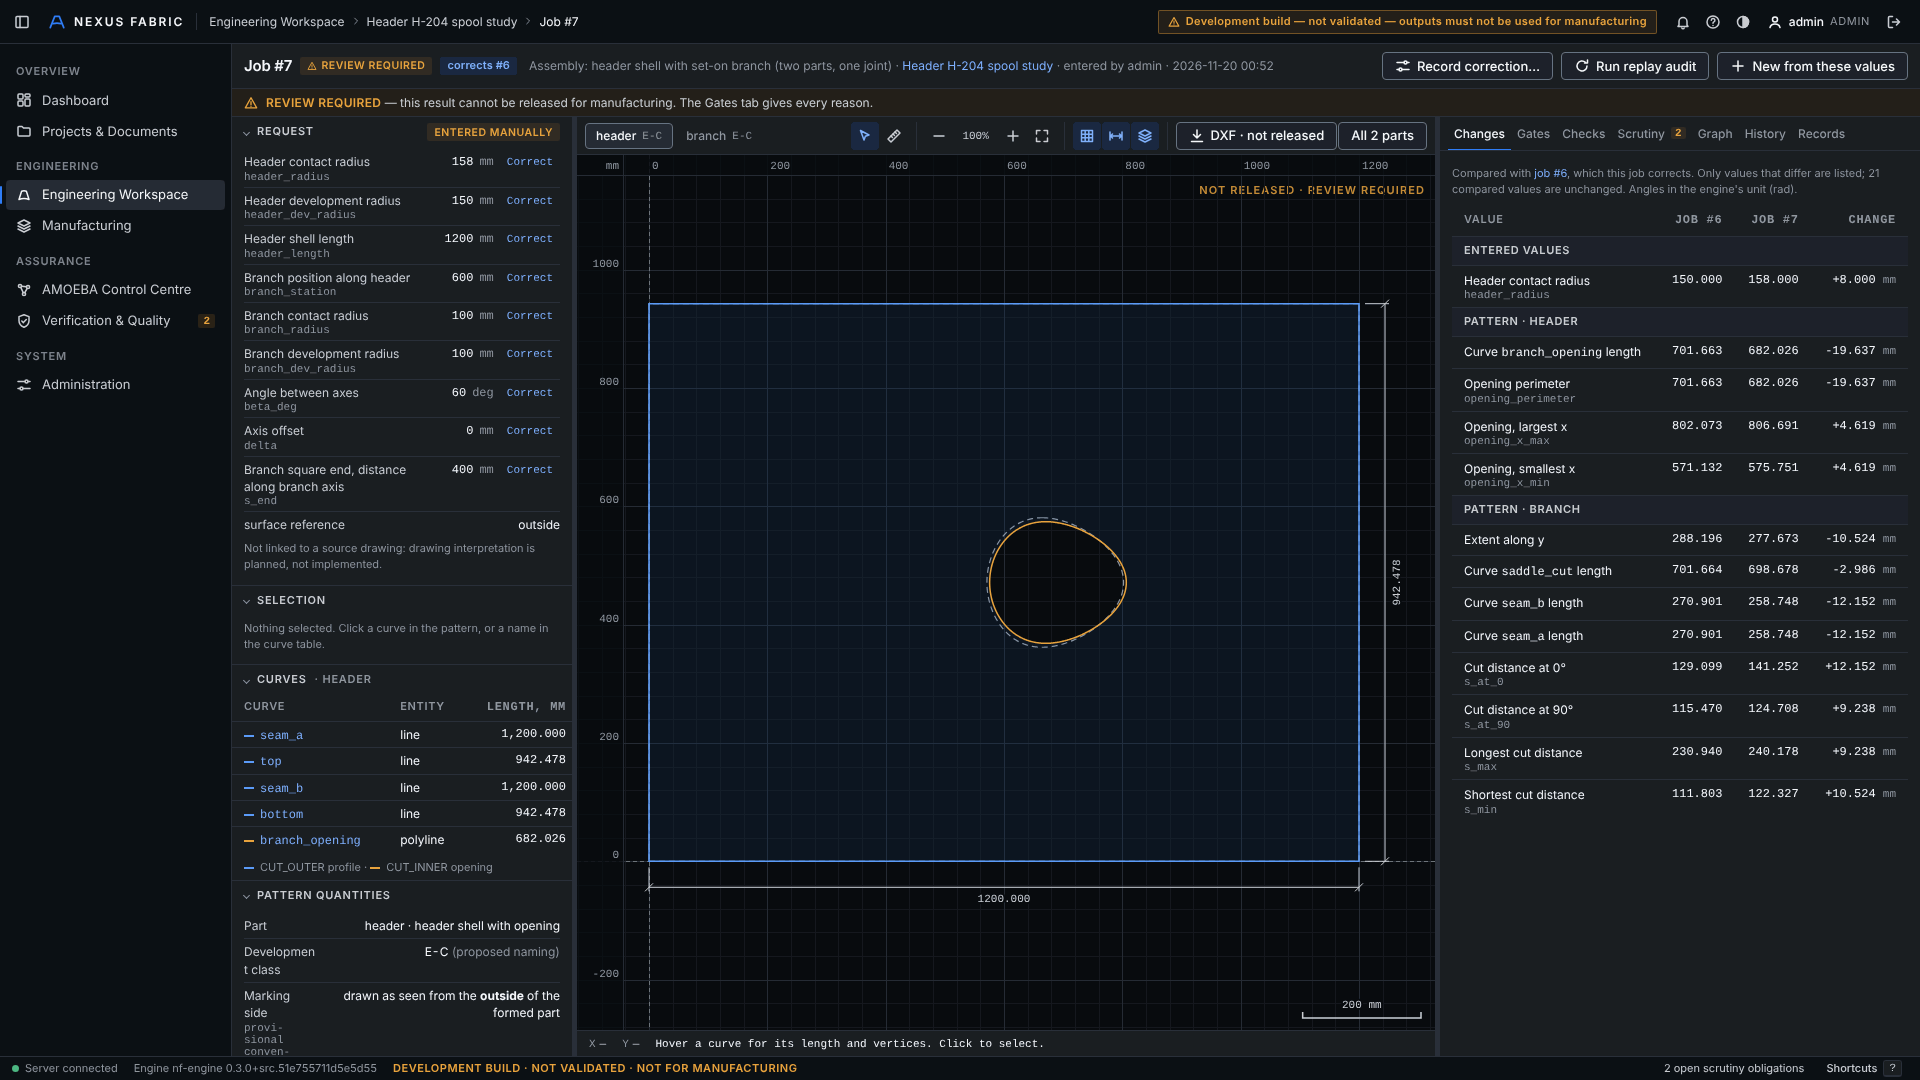 NEXUS FABRIC
Engineering Workspace > Header H-204 spool study > Job #7
Development build — not validated — outputs must not be used for manufacturing
admin ADMIN
OVERVIEW
Dashboard
Projects & Documents
ENGINEERING
Engineering Workspace
Manufacturing
ASSURANCE
AMOEBA Control Centre
Verification & Quality 2
SYSTEM
Administration
Job #7 REVIEW REQUIRED corrects #6 Assembly: header shell with set-on branch (two parts, one joint) · Header H-204 spool study · entered by admin · 2026-11-20 00:52
Record correction...
Run replay audit
New from these values
REVIEW REQUIRED — this result cannot be released for manufacturing. The Gates tab gives every reason.
REQUEST ENTERED MANUALLY
Header contact radius 158 mm Correct
header_radius
Header development radius 150 mm Correct
header_dev_radius
Header shell length 1200 mm Correct
header_length
Branch position along header 600 mm Correct
branch_station
Branch contact radius 100 mm Correct
branch_radius
Branch development radius 100 mm Correct
branch_dev_radius
Angle between axes 60 deg Correct
beta_deg
Axis offset 0 mm Correct
delta
Branch square end, distance 400 mm Correct
along branch axis
s_end
surface reference outside
Not linked to a source drawing: drawing interpretation is
planned, not implemented.
SELECTION
Nothing selected. Click a curve in the pattern, or a name in
the curve table.
CURVES · HEADER
CURVE ENTITY LENGTH, MM
seam_a line 1,200.000
top line 942.478
seam_b line 1,200.000
bottom line 942.478
branch_opening polyline 682.026
CUT_OUTER profile · CUT_INNER opening
PATTERN QUANTITIES
Part header · header shell with opening
Developmen E-C (proposed naming)
t class
Marking drawn as seen from the outside of the
side formed part
provi-
sional
conven-
header E-C
branch E-C
100%
DXF · not released
All 2 parts
mm 0 200 400 600 800 1000 1200
NOT RELEASED · REVIEW REQUIRED
1000
800
600
400
200
0
-200
942.478
1200.000
200 mm
X — Y — Hover a curve for its length and vertices. Click to select.
Changes Gates Checks Scrutiny 2 Graph History Records
Compared with job #6, which this job corrects. Only values that differ are listed; 21
compared values are unchanged. Angles in the engine's unit (rad).
VALUE JOB #6 JOB #7 CHANGE
ENTERED VALUES
Header contact radius 150.000 158.000 +8.000 mm
header_radius
PATTERN · HEADER
Curve branch_opening length 701.663 682.026 -19.637 mm
Opening perimeter 701.663 682.026 -19.637 mm
opening_perimeter
Opening, largest x 802.073 806.691 +4.619 mm
opening_x_max
Opening, smallest x 571.132 575.751 +4.619 mm
opening_x_min
PATTERN · BRANCH
Extent along y 288.196 277.673 -10.524 mm
Curve saddle_cut length 701.664 698.678 -2.986 mm
Curve seam_b length 270.901 258.748 -12.152 mm
Curve seam_a length 270.901 258.748 -12.152 mm
Cut distance at 0° 129.099 141.252 +12.152 mm
s_at_0
Cut distance at 90° 115.470 124.708 +9.238 mm
s_at_90
Longest cut distance 230.940 240.178 +9.238 mm
s_max
Shortest cut distance 111.803 122.327 +10.524 mm
s_min
Server connected Engine nf-engine 0.3.0+src.51e755711d5e5d55 DEVELOPMENT BUILD · NOT VALIDATED · NOT FOR MANUFACTURING
2 open scrutiny obligations Shortcuts ?